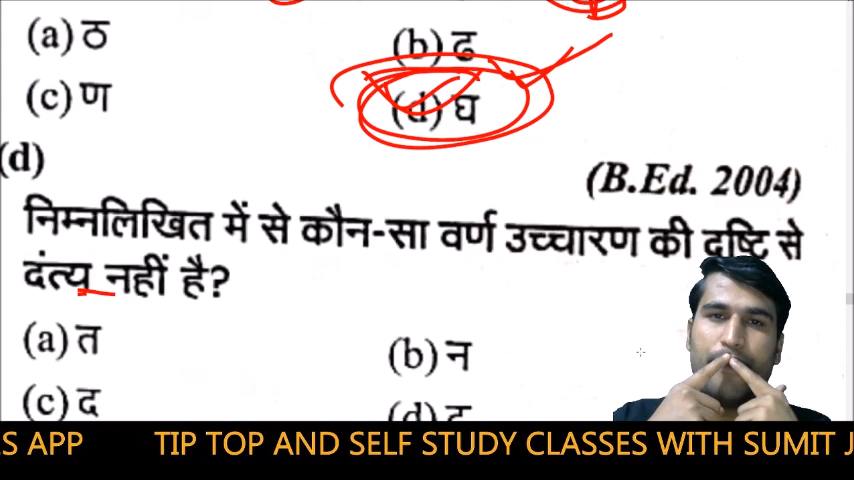 (a) ठ
(b) ढ
(c) ण
(d) घ
(d)
(B.Ed. 2004)
निम्नलिखित में से कौन-सा वर्ण उच्चारण की दृष्टि से
दंत्य नहीं है?
(a) त
(b) न
(c) द
(d)
S APP TIP TOP AND SELF STUDY CLASSES WITH SUMIT J